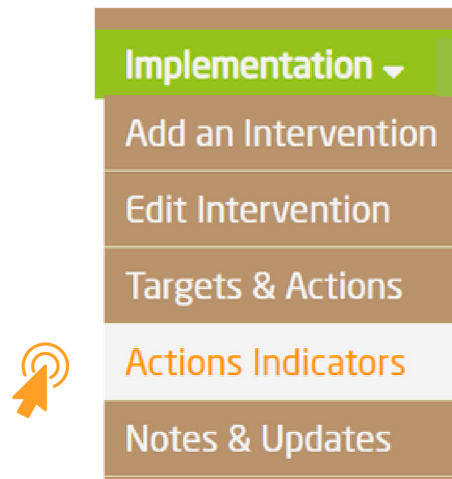 Implementation
Add an Intervention
Edit Intervention
Targets & Actions
Actions Indicators
Notes & Updates